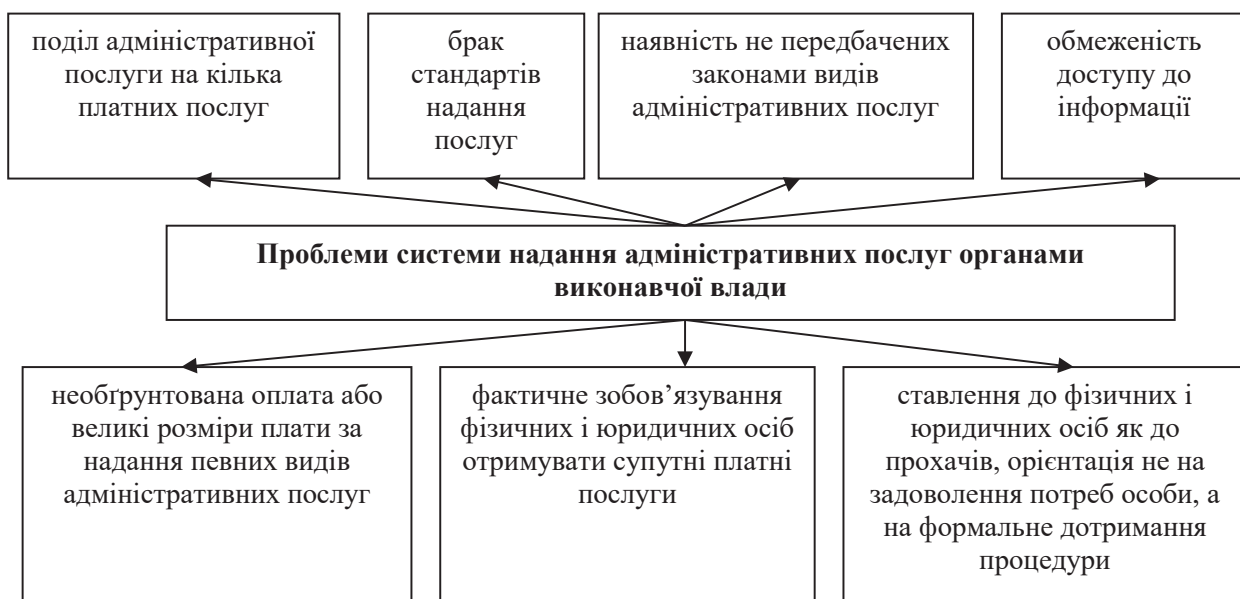 поділ адміністративної
послуги на кілька
платних послуг
брак
стандартів
надання
послуг
наявність не передбачених
законами видів
адміністративних послуг
обмеженість
доступу до
інформації
Проблеми системи надання адміністративних послуг органами
виконавчої влади
необґрунтована оплата або
великі розміри плати за
надання певних видів
адміністративних послуг
фактичне зобов’язування
фізичних і юридичних осіб
отримувати супутні платні
послуги
ставлення до фізичних і
юридичних осіб як до
прохачів, орієнтація не на
задоволення потреб особи, а
на формальне дотримання
процедури